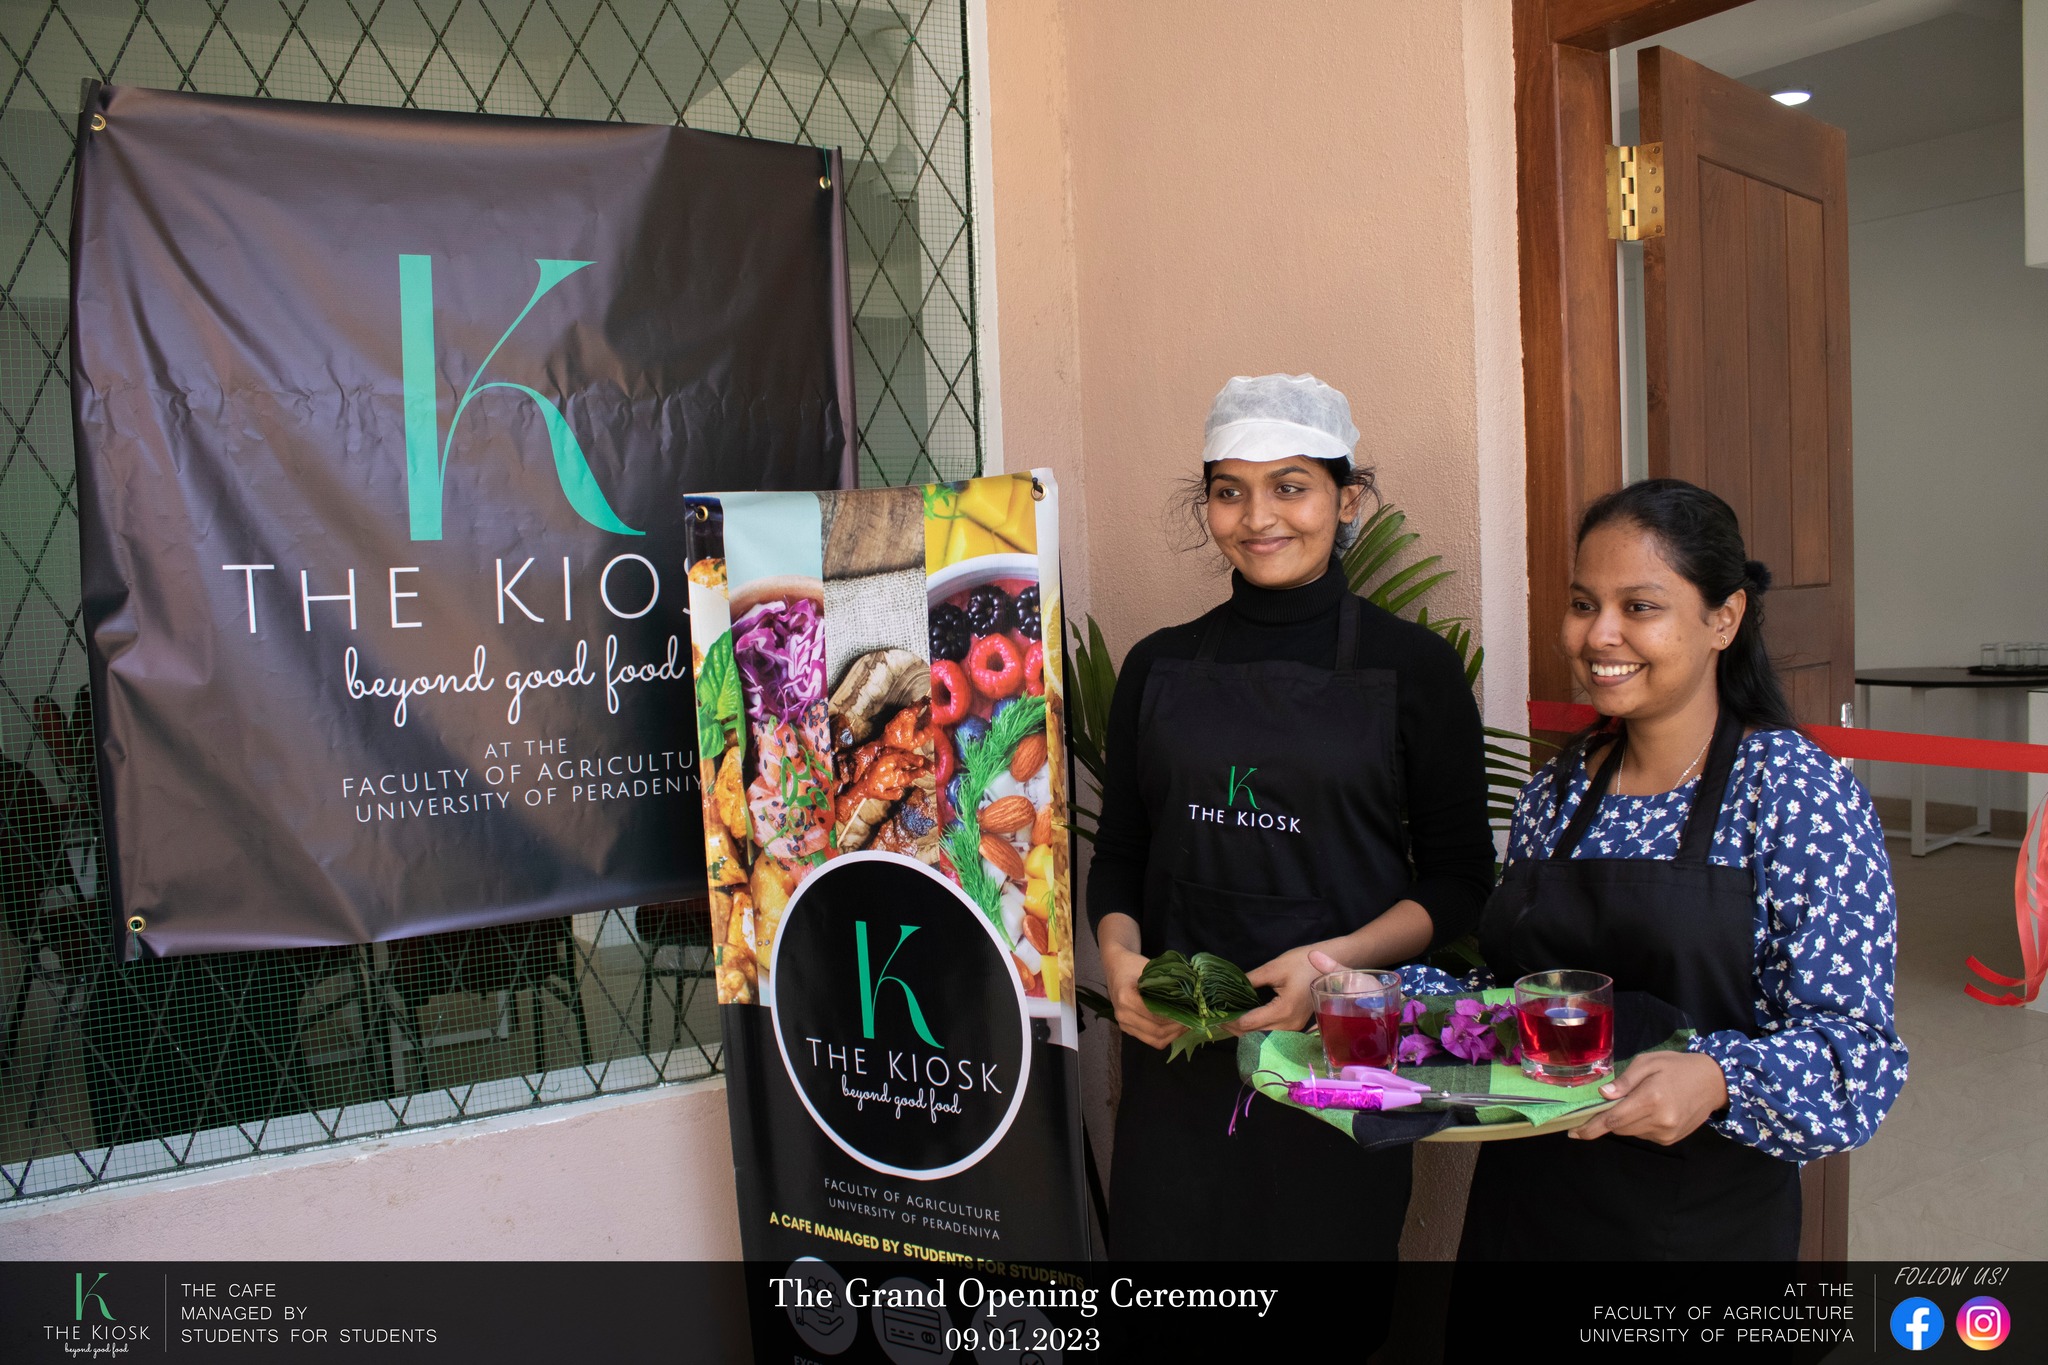 K
THE KIOS
beyond good food
AT THE
FACULTY OF AGRICULTU
UNIVERSITY OF PERADENIY
K
THE KIOSK
beyond good food
FACULTY OF AGRICULTURE
UNIVERSITY OF PERADENIYA
A CAFE MANAGED BY STUDENTS FOR STUDENTS
K
THE KIOSK
K
THE KIOSK
beyond good food
THE CAFE
MANAGED BY
STUDENTS FOR STUDENTS
The Grand Opening Ceremony
09.01.2023
AT THE
FACULTY OF AGRICULTURE
UNIVERSITY OF PERADENIYA
FOLLOW US!